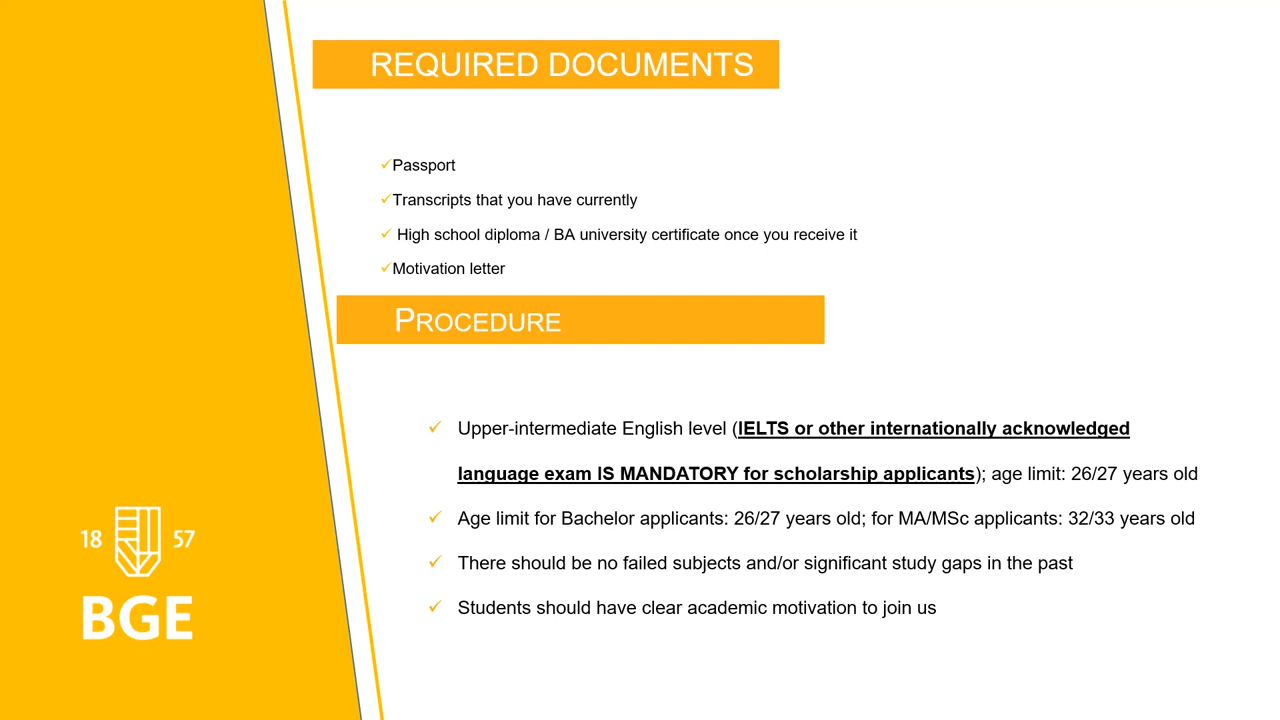 REQUIRED DOCUMENTS
✓Passport
✓Transcripts that you have currently
✓ High school diploma / BA university certificate once you receive it
✓Motivation letter
PROCEDURE
✓ Upper-intermediate English level (IELTS or other internationally acknowledged
language exam IS MANDATORY for scholarship applicants); age limit: 26/27 years old
✓ Age limit for Bachelor applicants: 26/27 years old; for MA/MSc applicants: 32/33 years old
✓ There should be no failed subjects and/or significant study gaps in the past
✓ Students should have clear academic motivation to join us
18 57
BGE